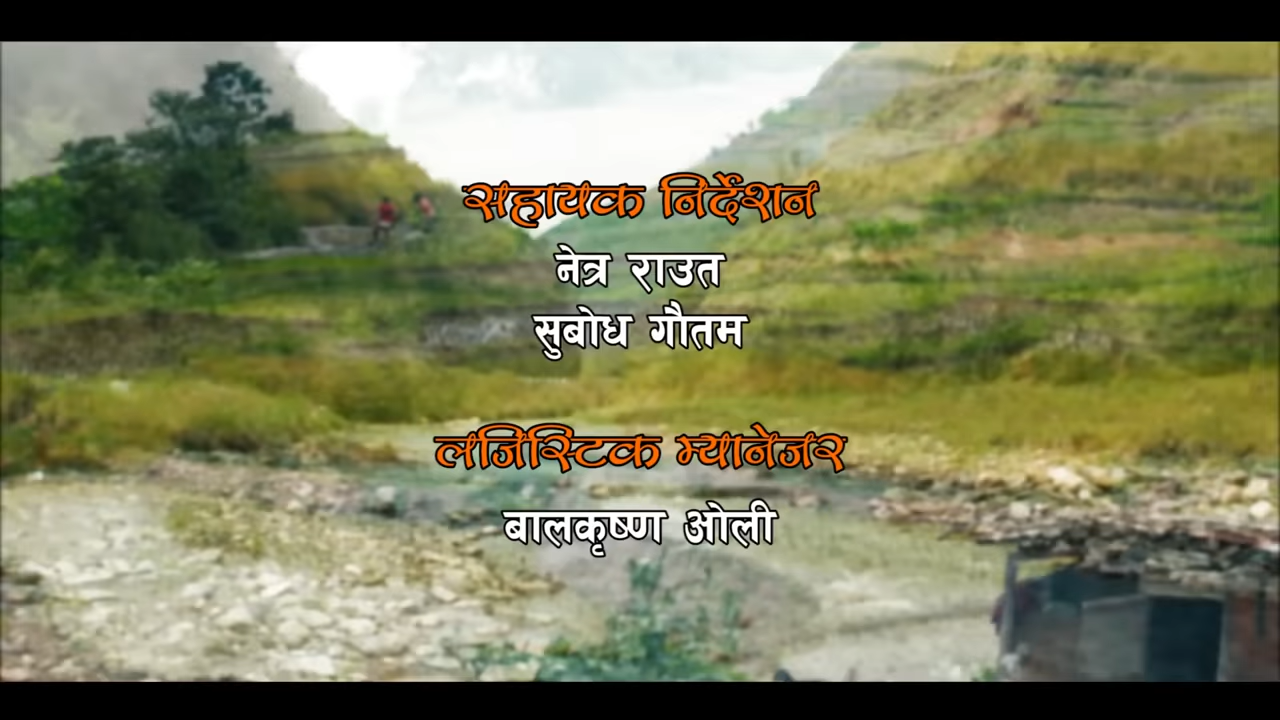 सहायक निर्देशन
नेत्र राउत
सुबोध गौतम
लजिस्टिक म्यानेजर
बालकृष्ण ओली